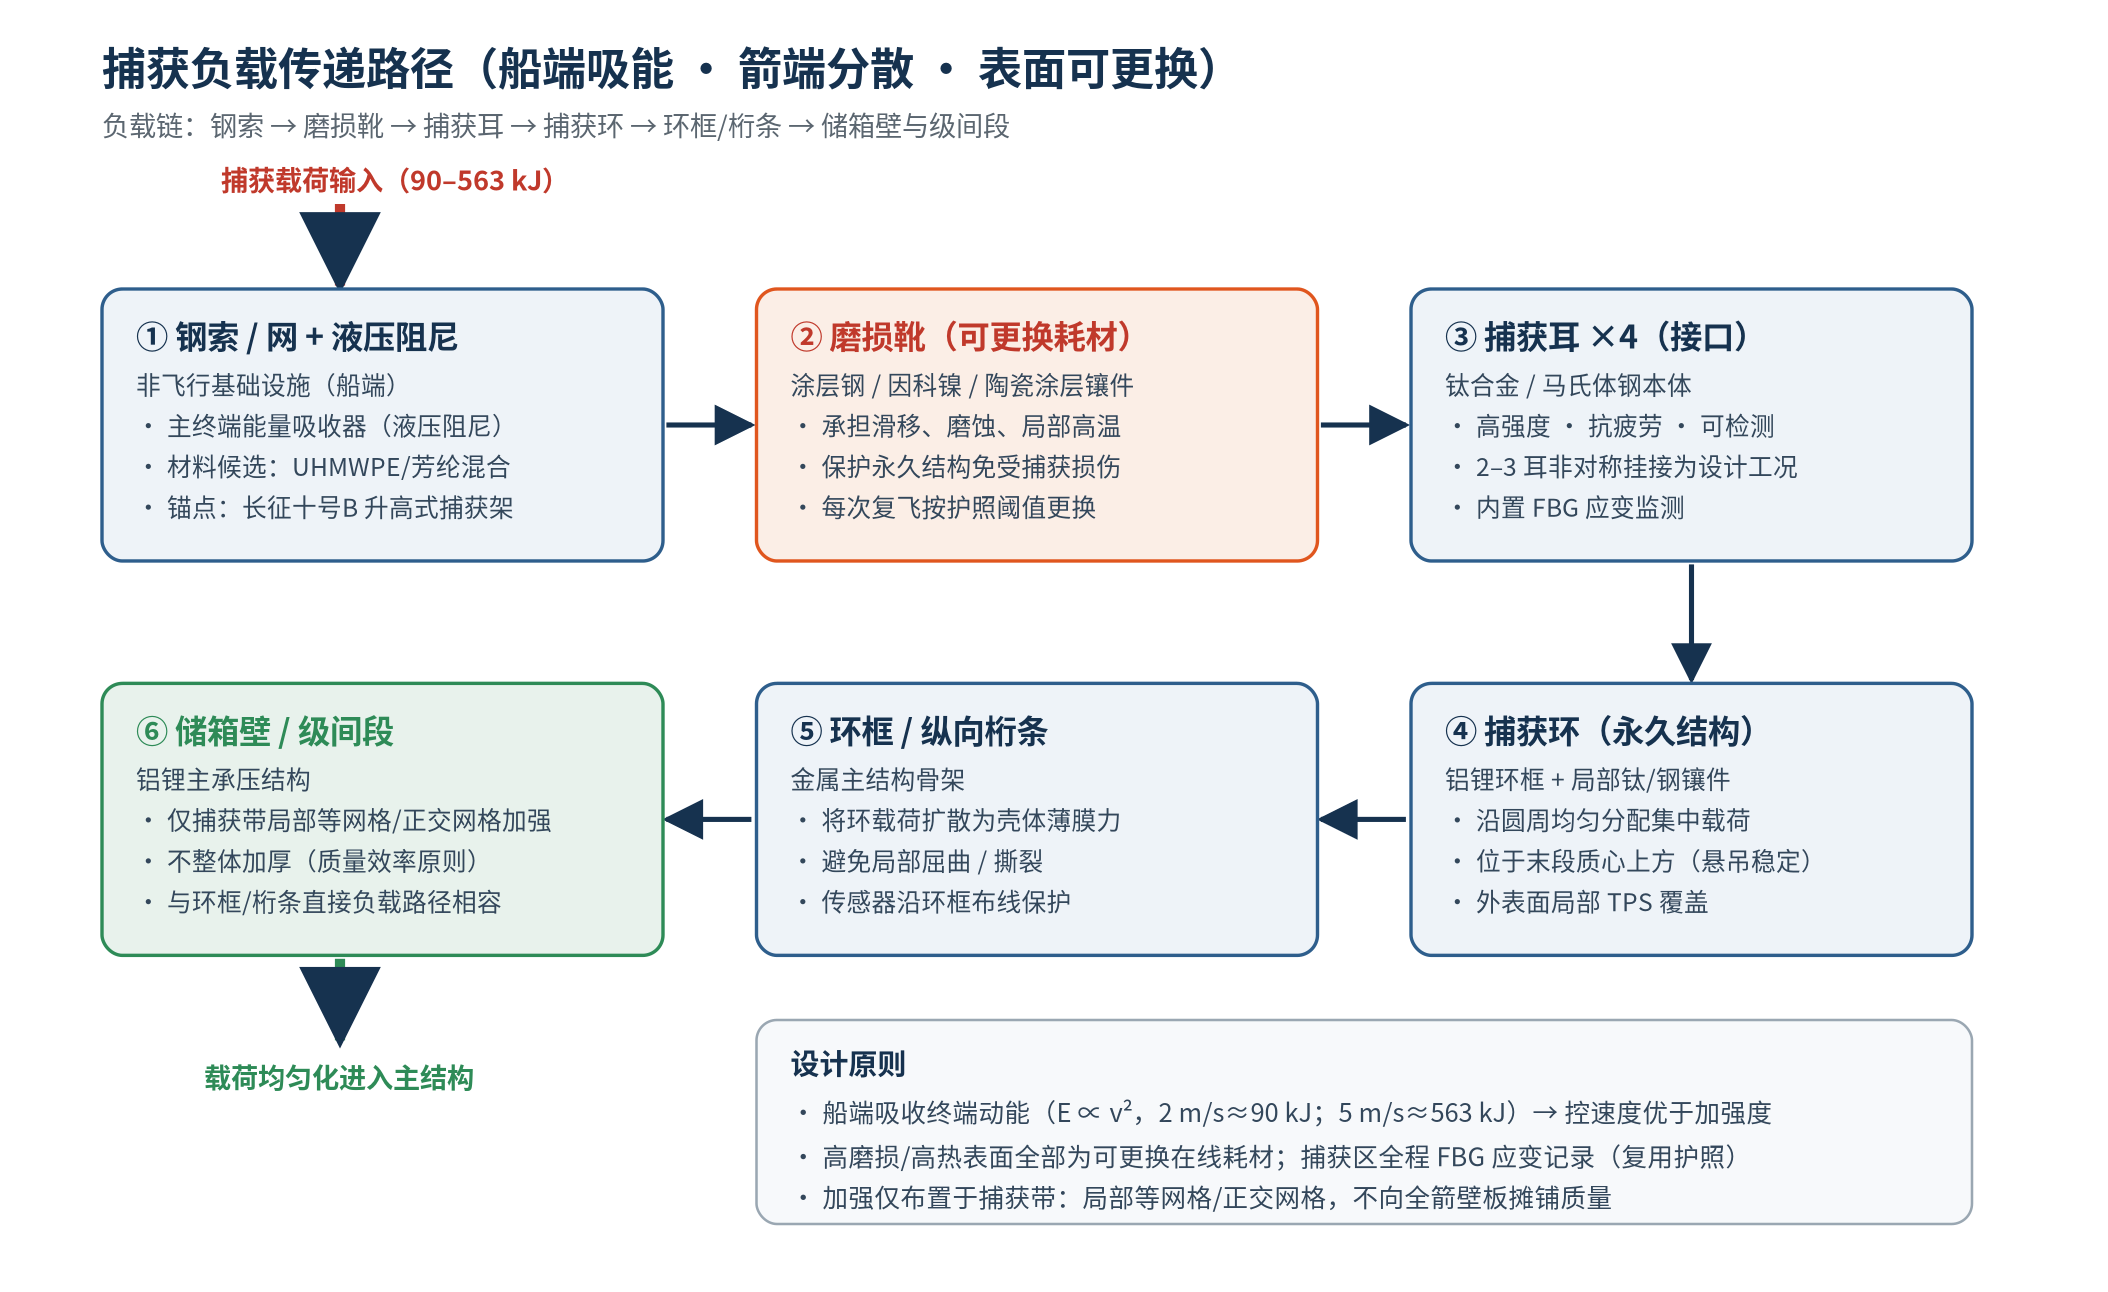 捕获负载传递路径（船端吸能 · 箭端分散 · 表面可更换）
负载链：钢索 → 磨损靴 → 捕获耳 → 捕获环 → 环框/桁条 → 储箱壁与级间段
捕获载荷输入（90–563 kJ）
① 钢索 / 网 + 液压阻尼
非飞行基础设施（船端）
· 主终端能量吸收器（液压阻尼）
· 材料候选：UHMWPE/芳纶混合
· 锚点：长征十号B 升高式捕获架
② 磨损靴（可更换耗材）
涂层钢 / 因科镍 / 陶瓷涂层镶件
· 承担滑移、磨蚀、局部高温
· 保护永久结构免受捕获损伤
· 每次复飞按护照阈值更换
③ 捕获耳 ×4（接口）
钛合金 / 马氏体钢本体
· 高强度 · 抗疲劳 · 可检测
· 2–3 耳非对称挂接为设计工况
· 内置 FBG 应变监测
④ 捕获环（永久结构）
铝锂环框 + 局部钛/钢镶件
· 沿圆周均匀分配集中载荷
· 位于末段质心上方（悬吊稳定）
· 外表面局部 TPS 覆盖
⑤ 环框 / 纵向桁条
金属主结构骨架
· 将环载荷扩散为壳体薄膜力
· 避免局部屈曲 / 撕裂
· 传感器沿环框布线保护
⑥ 储箱壁 / 级间段
铝锂主承压结构
· 仅捕获带局部等网格/正交网格加强
· 不整体加厚（质量效率原则）
· 与环框/桁条直接负载路径相容
载荷均匀化进入主结构
设计原则
· 船端吸收终端动能（E ∝ v²，2 m/s≈90 kJ；5 m/s≈563 kJ）→ 控速度优于加强度
· 高磨损/高热表面全部为可更换在线耗材；捕获区全程 FBG 应变记录（复用护照）
· 加强仅布置于捕获带：局部等网格/正交网格，不向全箭壁板摊铺质量